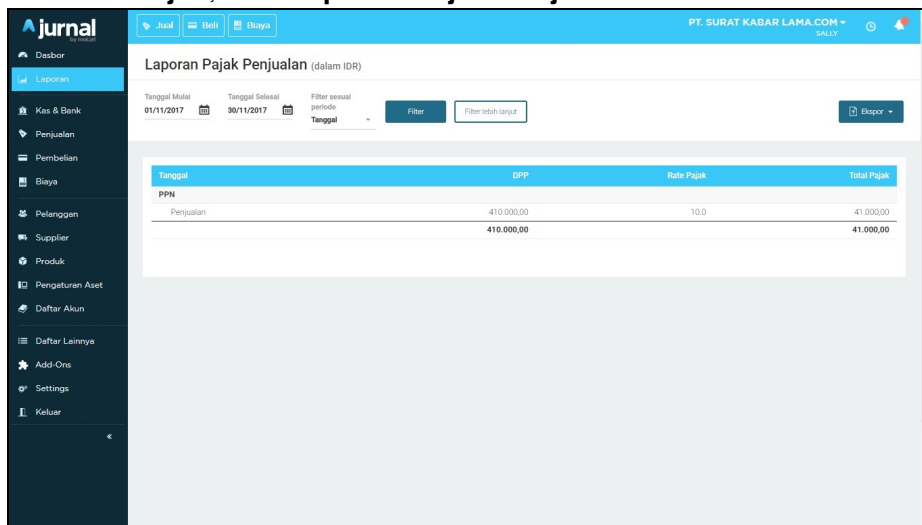 jurnal
by mekari
Jual
Beli
Biaya
PT. SURAT KABAR LAMA.COM
SALLY
Dasbor
Laporan
Kas & Bank
Penjualan
Pembelian
Biaya
Pelanggan
Supplier
Produk
Pengaturan Aset
Daftar Akun
Daftar Lainnya
Add-Ons
Settings
Keluar
Laporan Pajak Penjualan (dalam IDR)
Tanggal Mulai
01/11/2017
Tanggal Selesai
30/11/2017
Filter sesuai
periode
Tanggal
Filter
Filter lebih lanjut
Ekspor
Tanggal DPP Rate Pajak Total Pajak
PPN
Penjualan 410.000,00 10.0 41.000,00
410.000,00 41.000,00